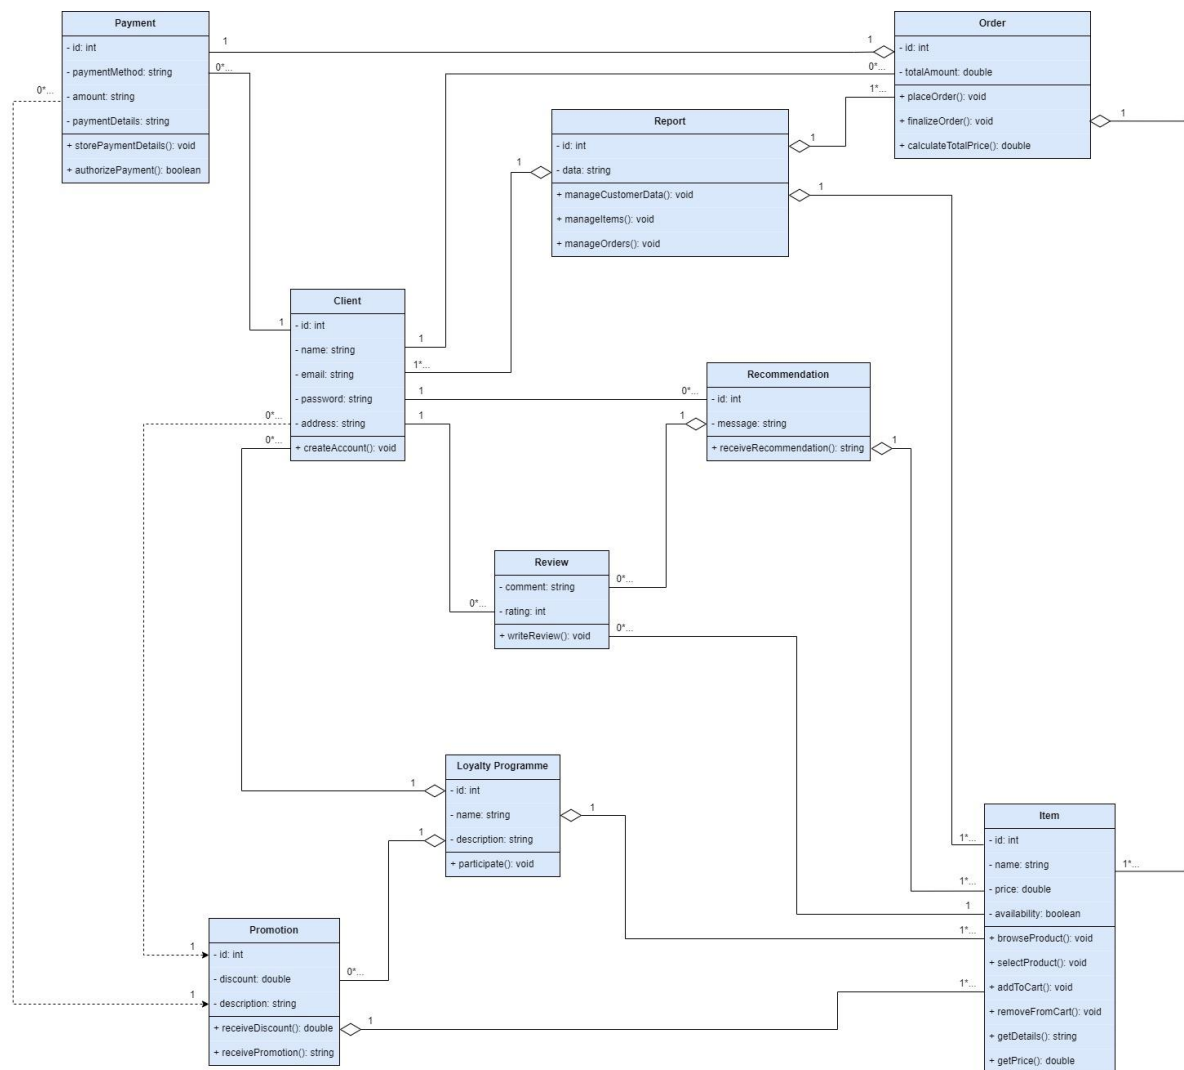 Payment
- id: int
- paymentMethod: string
- amount: string
- paymentDetails: string
+ storePaymentDetails(): void
+ authorizePayment(): boolean
1
0*...
0*...
1
0*...
1*...
Order
- id: int
- totalAmount: double
+ placeOrder(): void
+ finalizeOrder(): void
+ calculateTotalPrice(): double
1
Report
- id: int
- data: string
+ manageCustomerData(): void
+ manageItems(): void
+ manageOrders(): void
1
1
1
Client
- id: int
- name: string
- email: string
- password: string
- address: string
+ createAccount(): void
1
1
1*...
1
1
0*...
0*...
Recommendation
- id: int
- message: string
+ receiveRecommendation(): string
0*...
1
1
Review
- comment: string
- rating: int
+ writeReview(): void
0*...
0*...
0*...
Loyalty Programme
- id: int
- name: string
- description: string
+ participate(): void
1
1
1
Promotion
- id: int
- discount: double
- description: string
+ receiveDiscount(): double
+ receivePromotion(): string
1
1
0*...
1
Item
- id: int
- name: string
- price: double
- availability: boolean
+ browseProduct(): void
+ selectProduct(): void
+ addToCart(): void
+ removeFromCart(): void
+ getDetails(): string
+ getPrice(): double
1*...
1*...
1
1*...
1*...
1*...